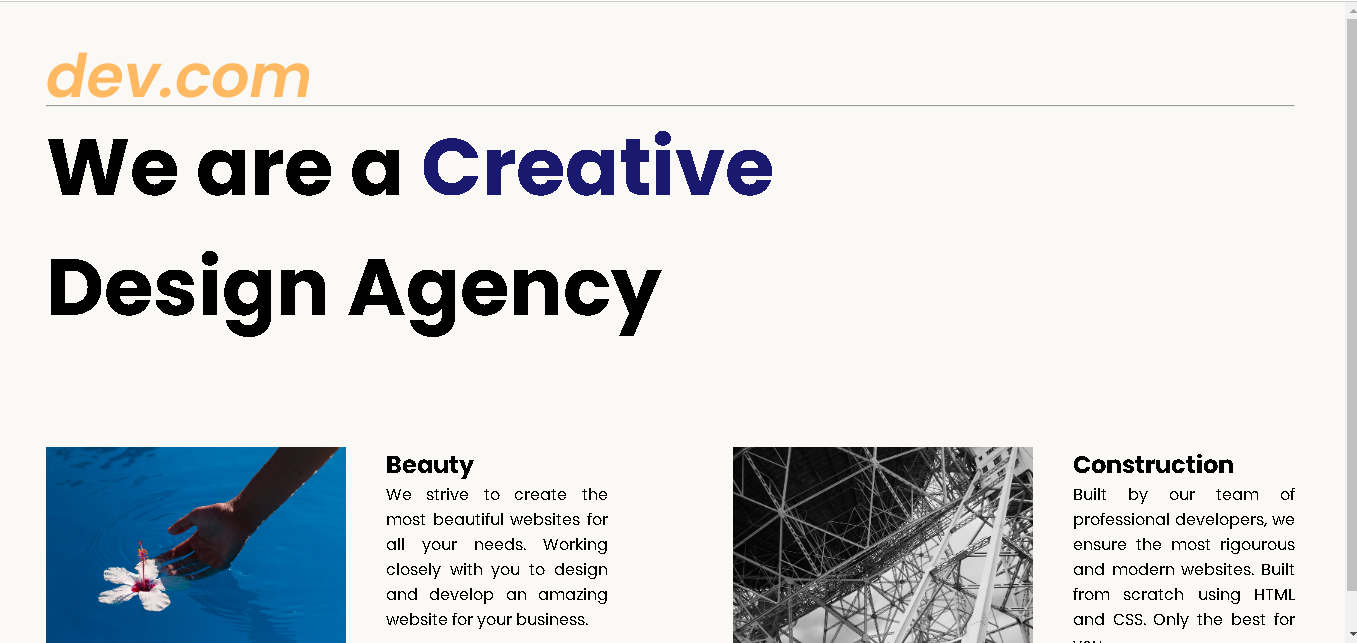 dev.com
We are a Creative
Design Agency
Beauty
We strive to create the
most beautiful websites for
all your needs. Working
closely with you to design
and develop an amazing
website for your business.
Construction
Built by our team of
professional developers, we
ensure the most rigourous
and modern websites. Built
from scratch using HTML
and CSS. Only the best for